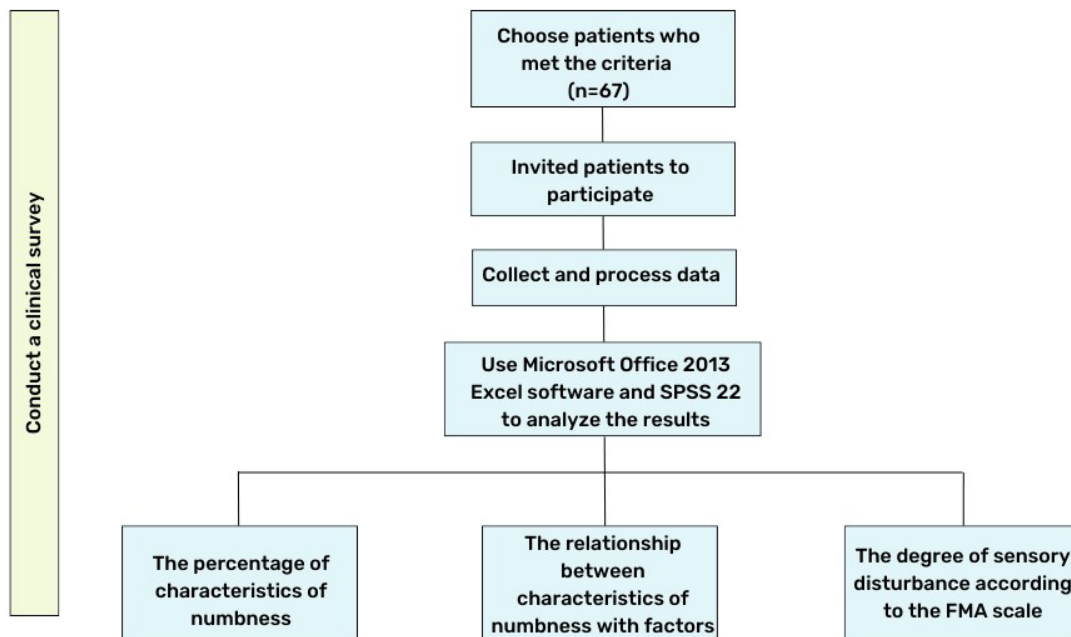 Conduct a clinical survey
Choose patients who
met the criteria
(n=67)
Invited patients to
participate
Collect and process data
Use Microsoft Office 2013
Excel software and SPSS 22
to analyze the results
The percentage of
characteristics of
numbness
The relationship
between
characteristics of
numbness with factors
The degree of sensory
disturbance according
to the FMA scale